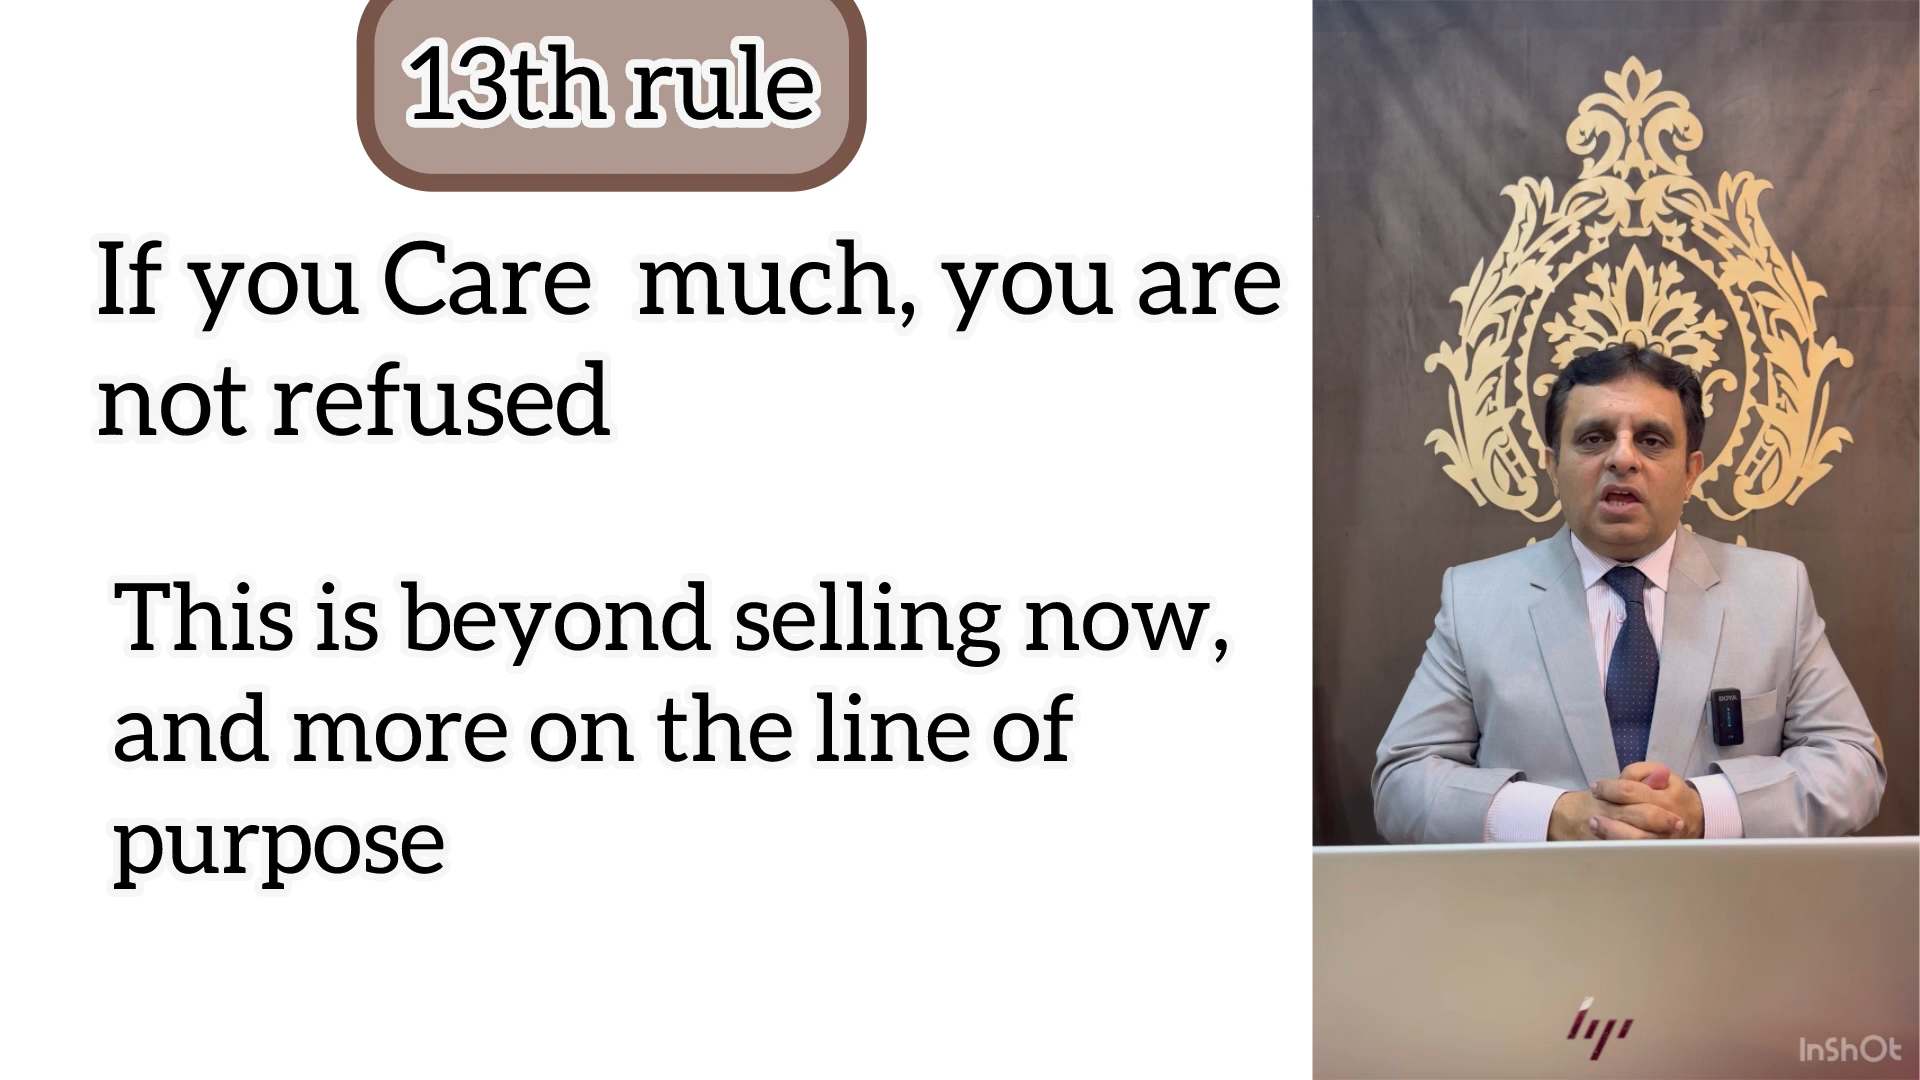 13th rule
If you Care much, you are
not refused
This is beyond selling now,
and more on the line of
purpose
BOYA
hp
InShOt